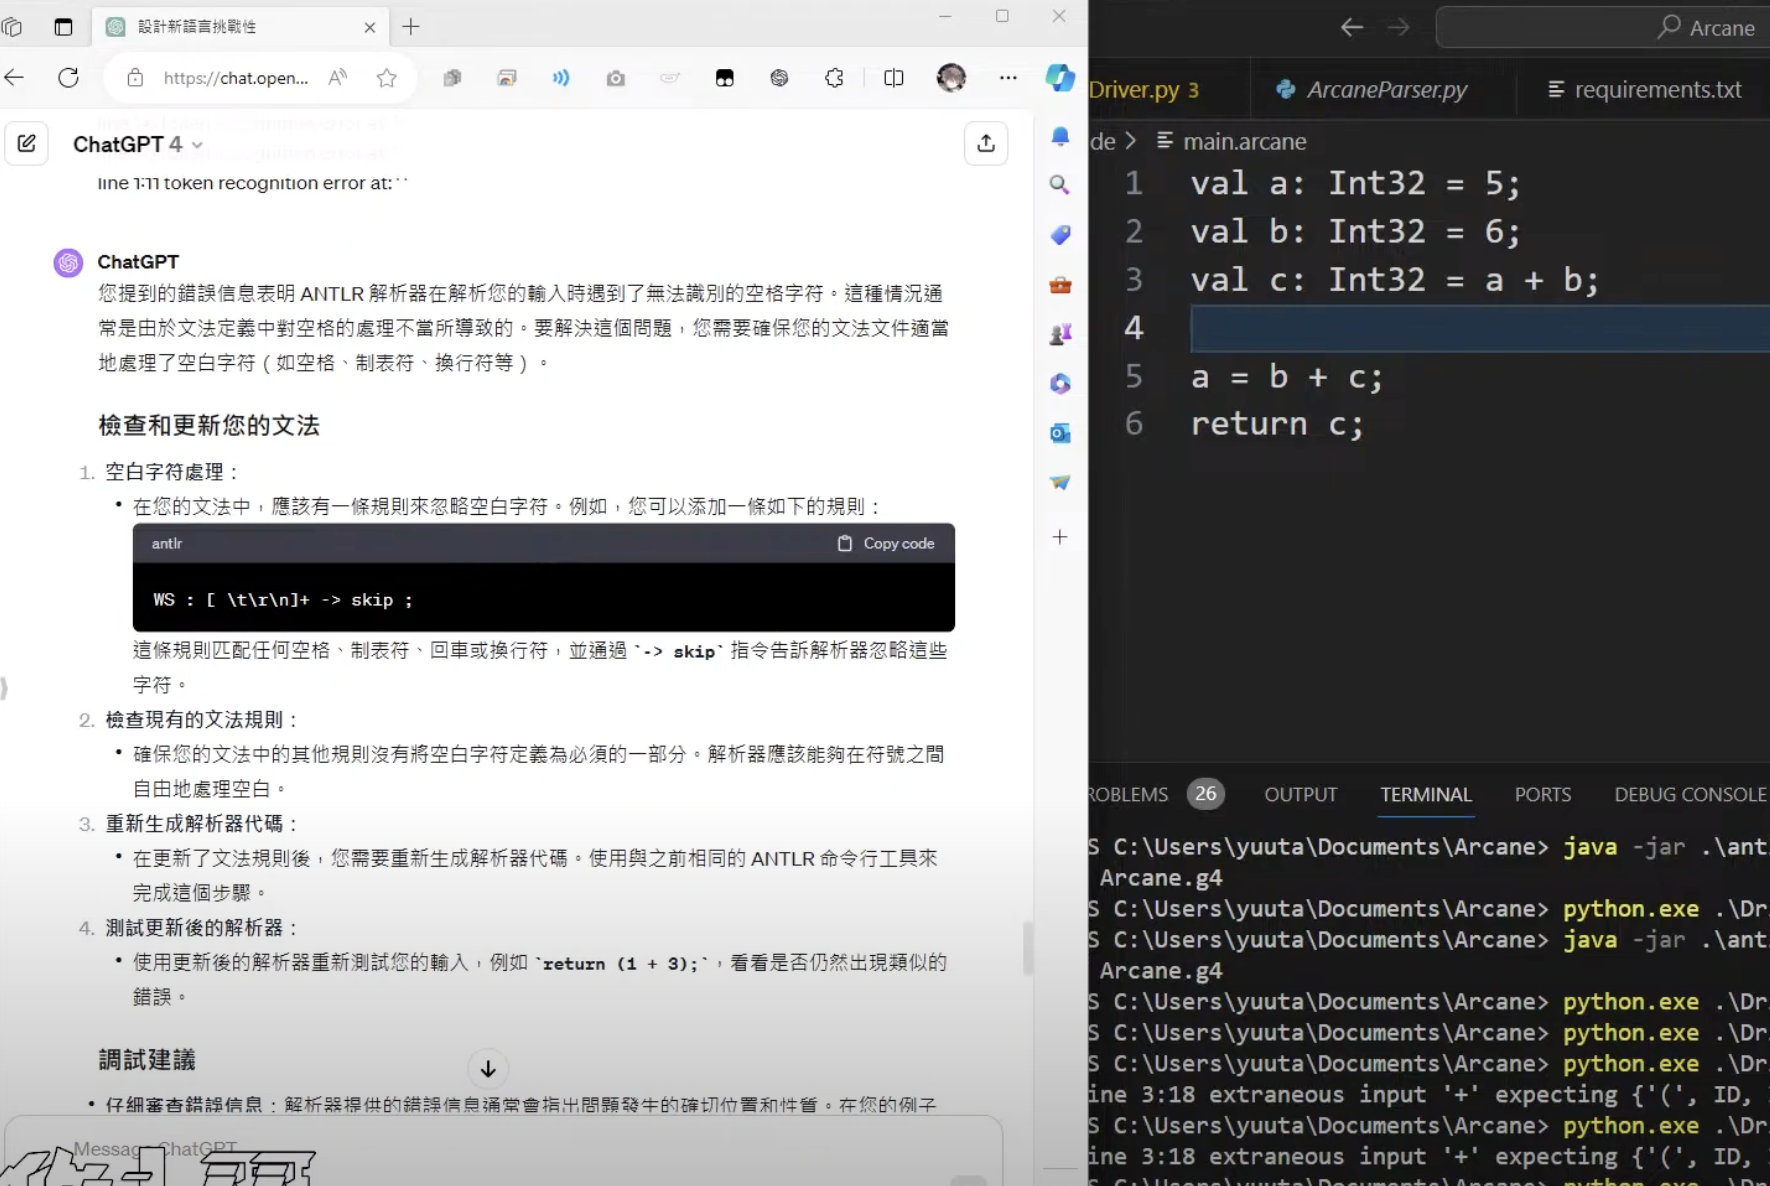 設計新語言挑戰性
https://chat.open...
Arcane
ChatGPT 4
line 1:11 token recognition error at: ' '
ChatGPT
您提到的錯誤信息表明 ANTLR 解析器在解析您的輸入時遇到了無法識別的空格字符。這種情況通
常是由於文法定義中對空格的處理不當所導致的。要解決這個問題，您需要確保您的文法文件適當
地處理了空白字符（如空格、制表符、換行符等）。
檢查和更新您的文法
1. 空白字符處理：
• 在您的文法中，應該有一條規則來忽略空白字符。例如，您可以添加一條如下的規則：
antlr
Copy code
WS : [ \t\r\n]+ -> skip ;
這條規則匹配任何空格、制表符、回車或換行符，並通過 `-> skip` 指令告訴解析器忽略這些
字符。
2. 檢查現有的文法規則：
• 確保您的文法中的其他規則沒有將空白字符定義為必須的一部分。解析器應該能夠在符號之間
自由地處理空白。
3. 重新生成解析器代碼：
• 在更新了文法規則後，您需要重新生成解析器代碼。使用與之前相同的 ANTLR 命令行工具來
完成這個步驟。
4. 測試更新後的解析器：
• 使用更新後的解析器重新測試您的輸入，例如 `return (1 + 3);`，看看是否仍然出現類似的
錯誤。
調試建議
• 仔細審查錯誤信息：解析器提供的錯誤信息通常會指出問題發生的確切位置和性質。在您的例子
Message ChatGPT
Driver.py 3
ArcaneParser.py
requirements.txt
de > main.arcane
1 val a: Int32 = 5;
2 val b: Int32 = 6;
3 val c: Int32 = a + b;
4
5 a = b + c;
6 return c;
ROBLEMS 26 OUTPUT TERMINAL PORTS DEBUG CONSOLE
S C:\Users\yuuta\Documents\Arcane> java -jar .\ant
Arcane.g4
S C:\Users\yuuta\Documents\Arcane> python.exe .\Dr
S C:\Users\yuuta\Documents\Arcane> java -jar .\ant
Arcane.g4
S C:\Users\yuuta\Documents\Arcane> python.exe .\Dr
S C:\Users\yuuta\Documents\Arcane> python.exe .\Dr
S C:\Users\yuuta\Documents\Arcane> python.exe .\Dr
ine 3:18 extraneous input '+' expecting {'(', ID,
S C:\Users\yuuta\Documents\Arcane> python.exe .\Dr
ine 3:18 extraneous input '+' expecting {'(', ID,
S C:\Users\yuuta\Documents\Arcane> python.exe .\Dr